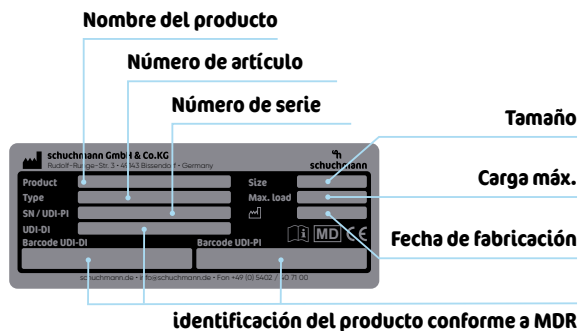 Nombre del producto
Número de artículo
Número de serie
Tamaño
Carga máx.
Fecha de fabricación
schuchmann GmbH & Co.KG
Rudolf-Runge-Str. 3 • 49143 Bissendorf • Germany
schuchmann
Product
Size
Type
Max. load
SN / UDI-PI
UDI-DI
MD CE
Barcode UDI-DI
Barcode UDI-PI
schuchmann.de • info@schuchmann.de • Fon +49 (0) 5402 / 40 71 00
identificación del producto conforme a MDR